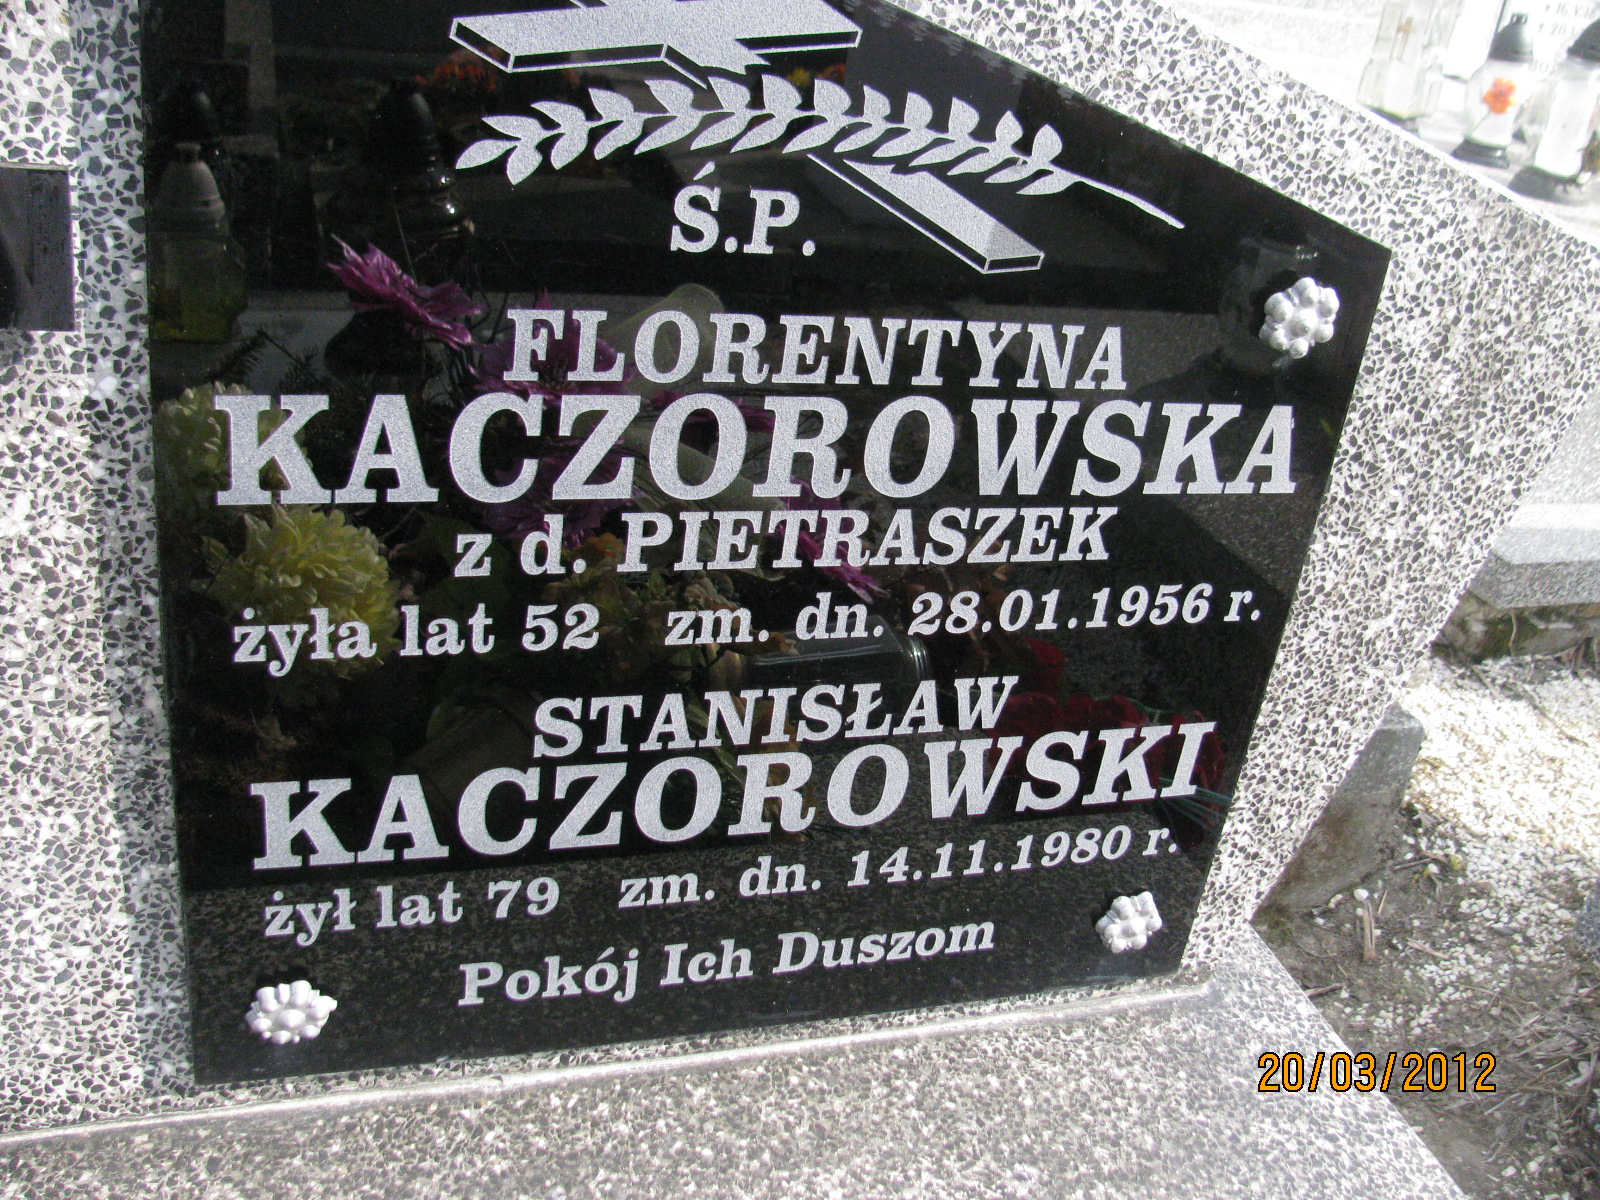 Ś.P.
FLORENTYNA
KACZOROWSKA
z d. PIETRASZEK
żyła lat 52 zm. dn. 28.01.1956 r.
STANISŁAW
KACZOROWSKI
żył lat 79 zm. dn. 14.11.1980 r.
Pokój Ich Duszom
20/03/2012